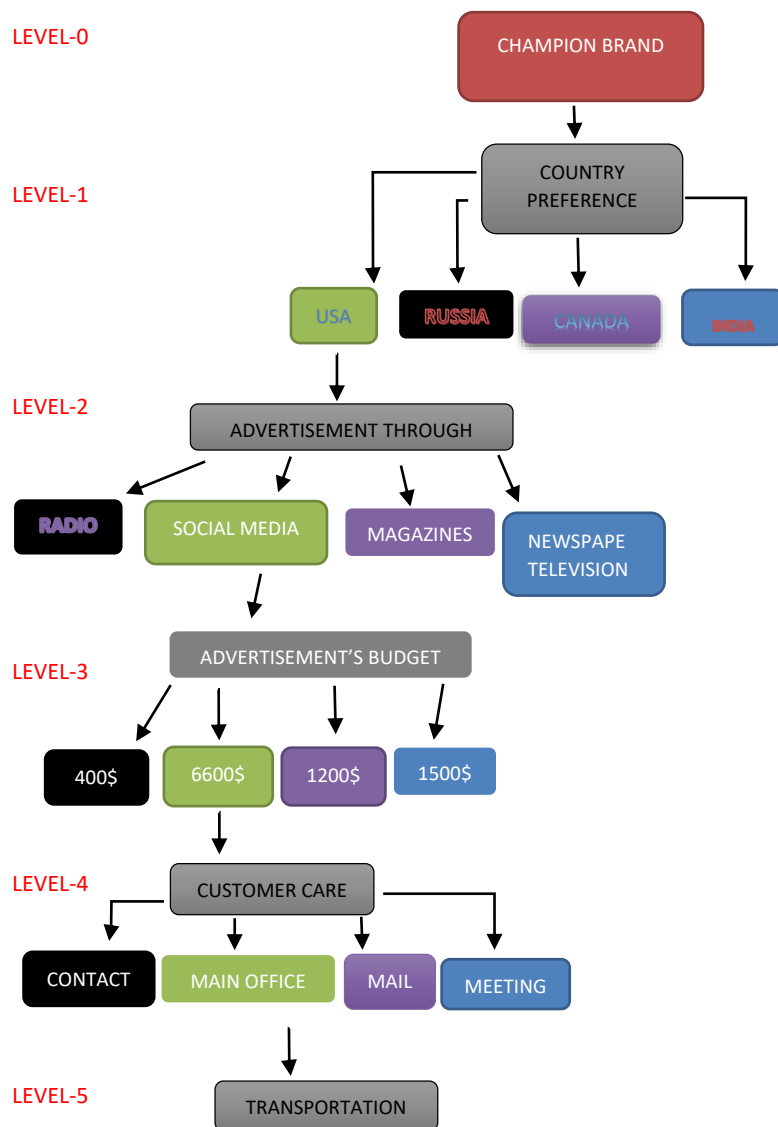 LEVEL-0
CHAMPION BRAND
LEVEL-1
COUNTRY
PREFERENCE
USA
RUSSIA
CANADA
INDIA
LEVEL-2
ADVERTISEMENT THROUGH
RADIO
SOCIAL MEDIA
MAGAZINES
NEWSPAPE
TELEVISION
LEVEL-3
ADVERTISEMENT’S BUDGET
400$
6600$
1200$
1500$
LEVEL-4
CUSTOMER CARE
CONTACT
MAIN OFFICE
MAIL
MEETING
LEVEL-5
TRANSPORTATION